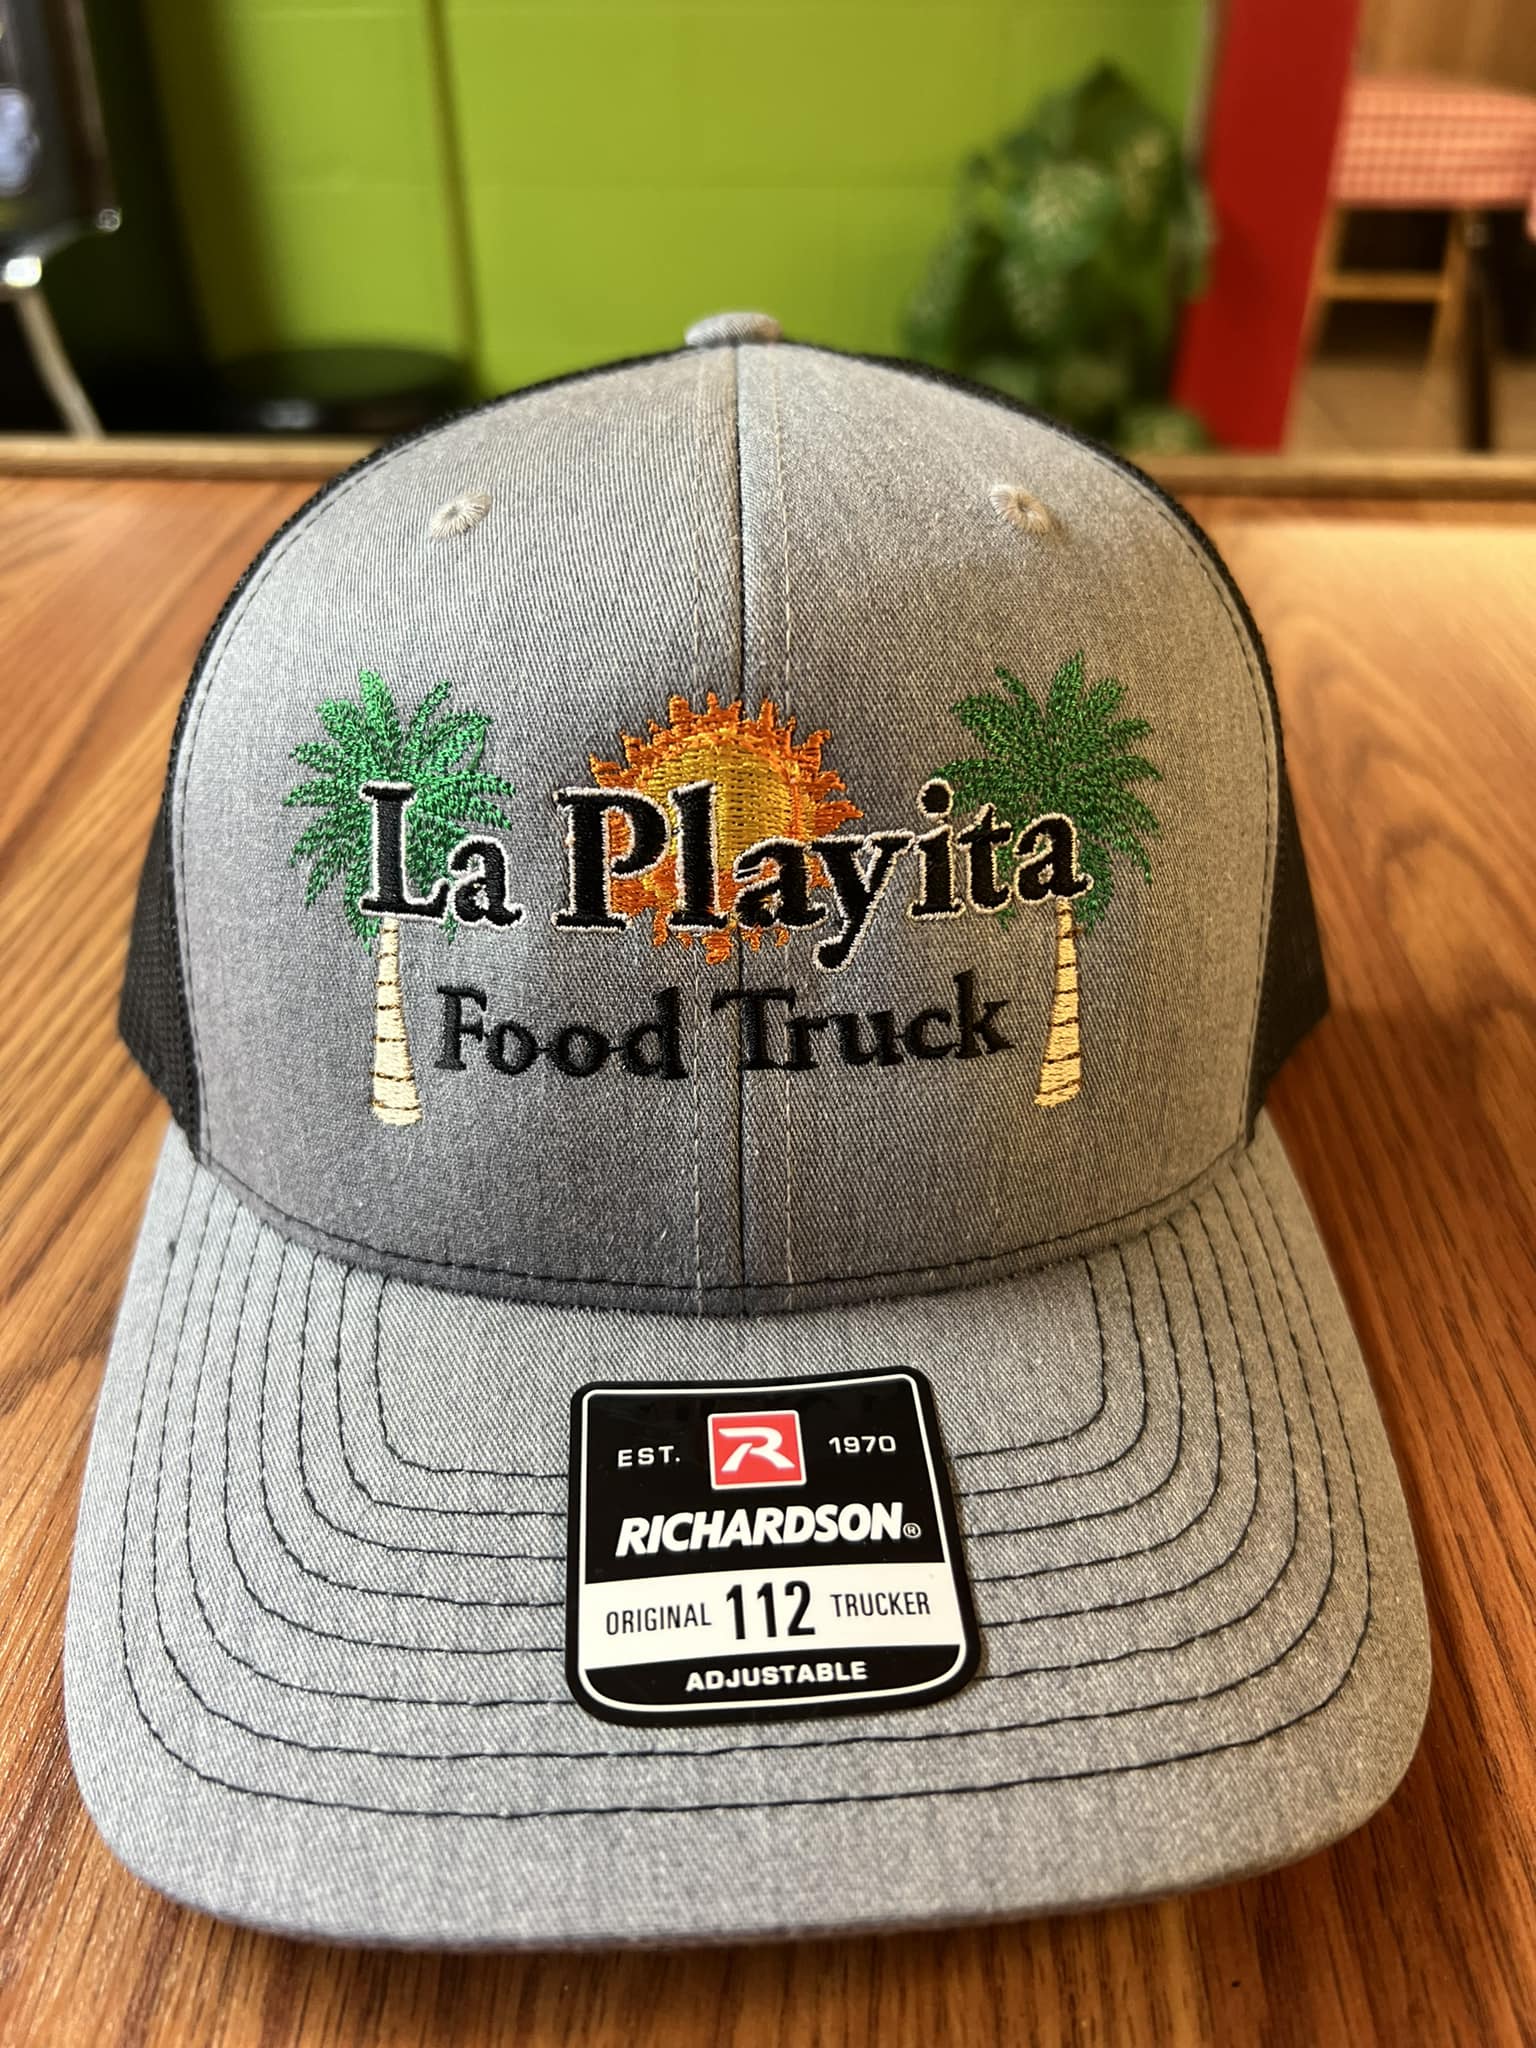 La Playita
Food Truck
EST. R 1970
RICHARDSON®
ORIGINAL 112 TRUCKER
ADJUSTABLE